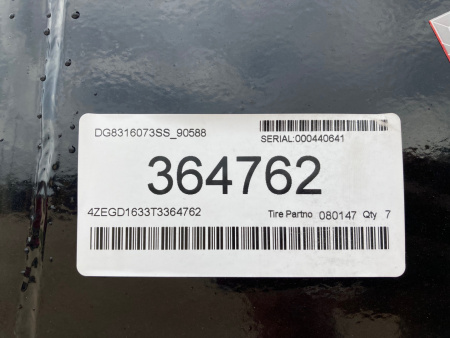 DG8316073SS_90588
SERIAL:000440641
364762
4ZEGD1633T3364762 Tire Partno 080147 Qty 7